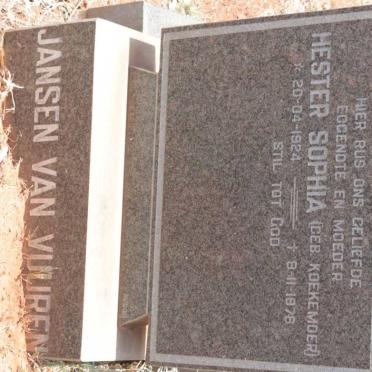 HIER RUS ONS GELIEFDE
EGGENOTE EN MOEDER
HESTER SOPHIA (GEB KOEKEMOER)
* 20-04-1924 † 8-11-1978
STIL TOT GOD
JANSEN VAN VUUREN